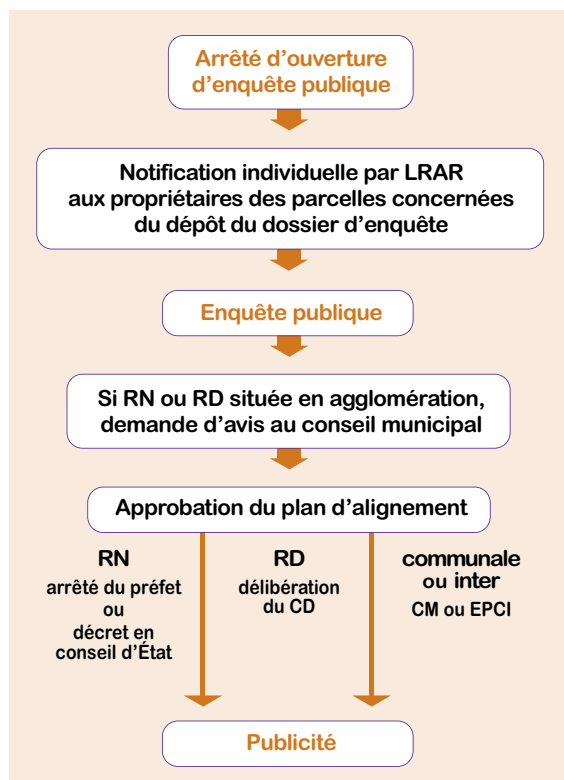 Arrêté d’ouverture
d’enquête publique
Notification individuelle par LRAR
aux propriétaires des parcelles concernées
du dépôt du dossier d’enquête
Enquête publique
Si RN ou RD située en agglomération,
demande d’avis au conseil municipal
Approbation du plan d’alignement
RN
arrêté du préfet
ou
décret en
conseil d’État
RD
délibération
du CD
communale
ou inter
CM ou EPCI
Publicité